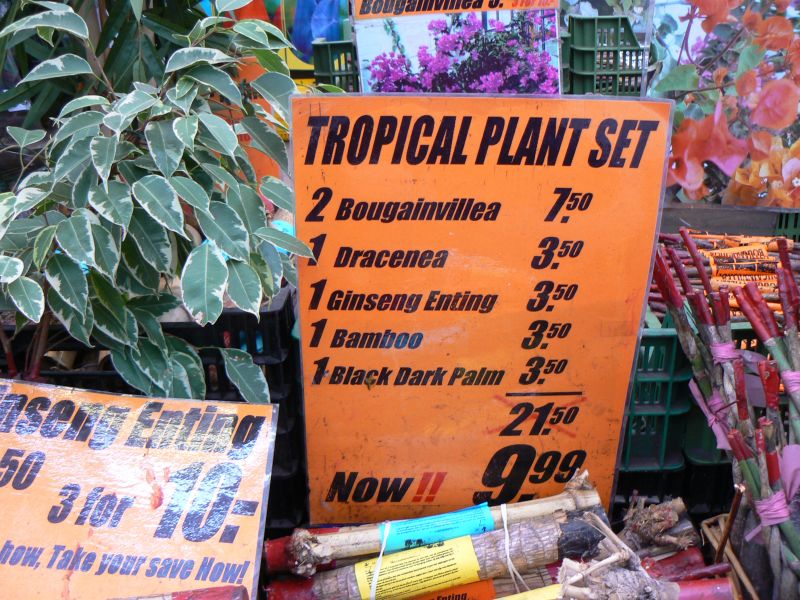 Bougainvillea
TROPICAL PLANT SET
2 Bougainvillea 7.50
1 Dracenea 3.50
1 Ginseng Enting 3.50
1 Bamboo 3.50
1 Black Dark Palm 3.50
21.50
Now!! 9.99
Ginseng Enting
50
3 for 10.-
how, Take your save Now!